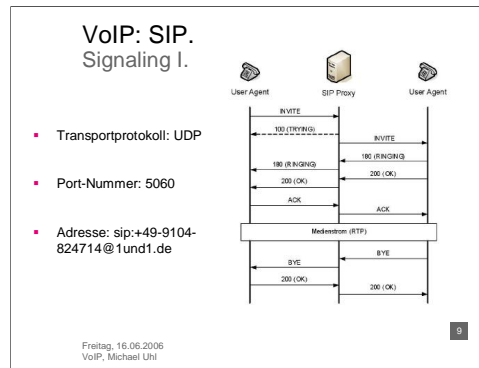 VoIP: SIP.
Signaling I.
Transportprotokoll: UDP
Port-Nummer: 5060
Adresse: sip:+49-9104-
824714@1und1.de
User Agent
SIP Proxy
User Agent
INVITE
100 (TRYING)
INVITE
180 (RINGING)
180 (RINGING)
200 (OK)
200 (OK)
ACK
ACK
Medienstrom (RTP)
BYE
BYE
200 (OK)
200 (OK)
9
Freitag, 16.06.2006
VoIP, Michael Uhl